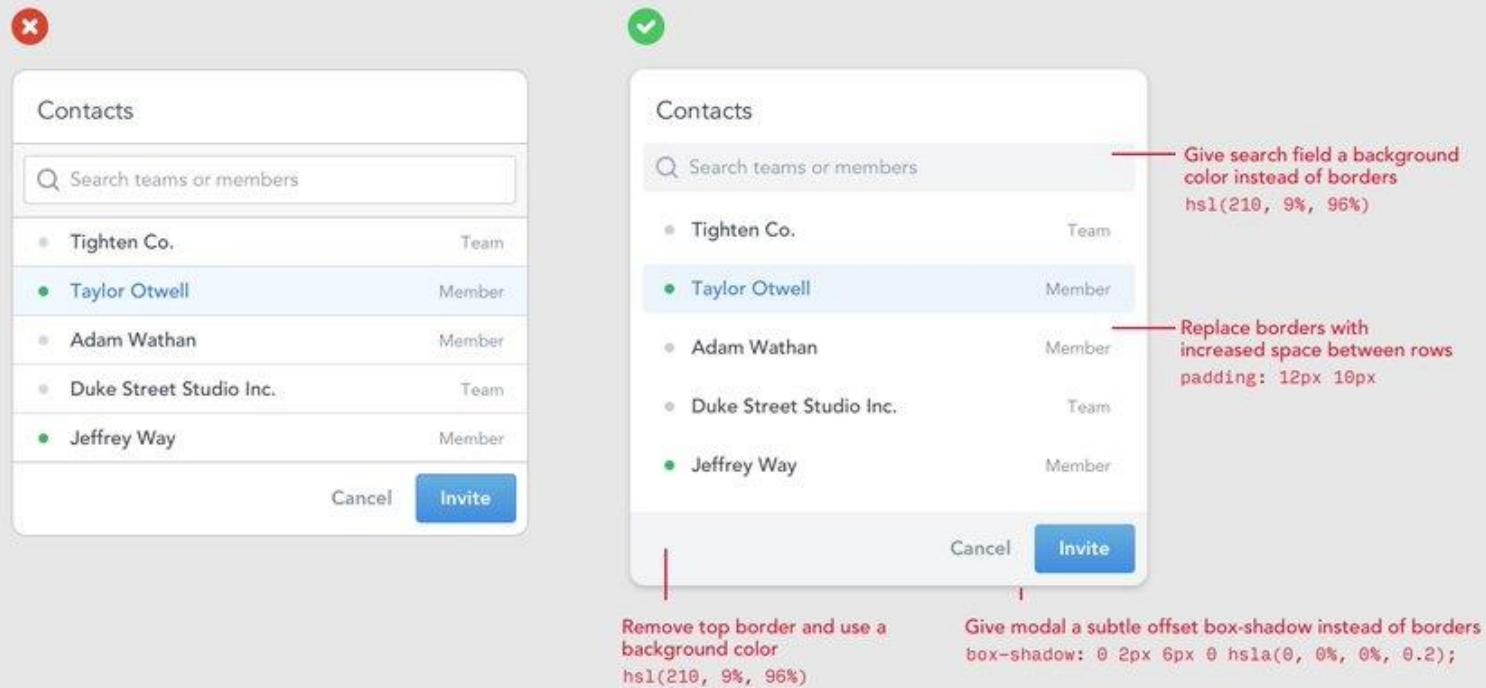 Contacts
Search teams or members
Tighten Co. Team
Taylor Otwell Member
Adam Wathan Member
Duke Street Studio Inc. Team
Jeffrey Way Member
Cancel Invite
Contacts
Search teams or members
Tighten Co. Team
Taylor Otwell Member
Adam Wathan Member
Duke Street Studio Inc. Team
Jeffrey Way Member
Cancel Invite
Give search field a background
color instead of borders
hsl(210, 9%, 96%)
Replace borders with
increased space between rows
padding: 12px 10px
Remove top border and use a
background color
hsl(210, 9%, 96%)
Give modal a subtle offset box-shadow instead of borders
box-shadow: 0 2px 6px 0 hsla(0, 0%, 0%, 0.2);